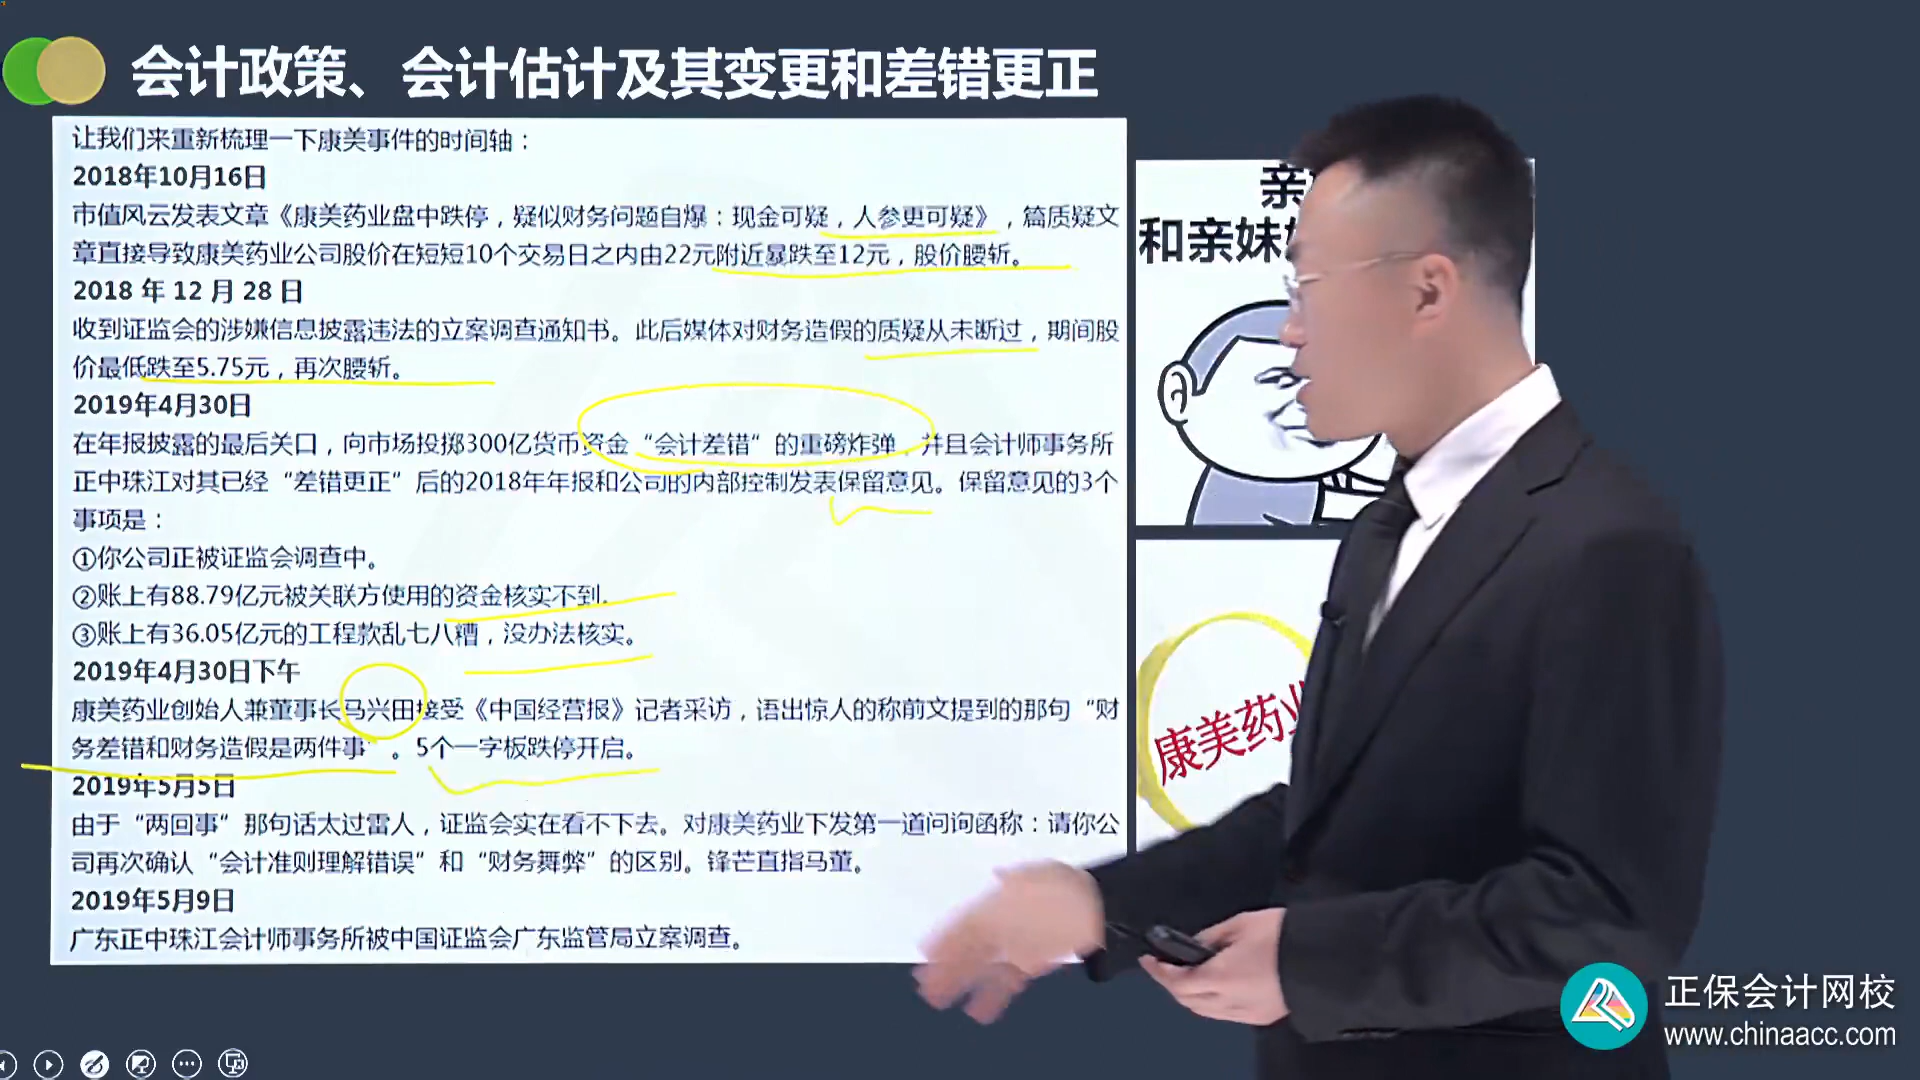 会计政策、会计估计及其变更和差错更正
让我们来重新梳理一下康美事件的时间轴：
2018年10月16日
市值风云发表文章《康美药业盘中跌停，疑似财务问题自爆：现金可疑，人参更可疑》，篇质疑文
章直接导致康美药业公司股价在短短10个交易日之内由22元附近暴跌至12元，股价腰斩。
2018 年 12 月 28 日
收到证监会的涉嫌信息披露违法的立案调查通知书。此后媒体对财务造假的质疑从未断过，期间股
价最低跌至5.75元，再次腰斩。
2019年4月30日
在年报披露的最后关口，向市场投掷300亿货币资金“会计差错”的重磅炸弹，并且会计师事务所
正中珠江对其已经“差错更正”后的2018年年报和公司的内部控制发表保留意见。保留意见的3个
事项是：
①你公司正被证监会调查中。
②账上有88.79亿元被关联方使用的资金核实不到.
③账上有36.05亿元的工程款乱七八糟，没办法核实。
2019年4月30日下午
康美药业创始人兼董事长马兴田接受《中国经营报》记者采访，语出惊人的称前文提到的那句“财
务差错和财务造假是两件事”。5个一字板跌停开启。
2019年5月5日
由于“两回事”那句话太过雷人，证监会实在看不下去。对康美药业下发第一道问询函称：请你公
司再次确认“会计准则理解错误”和“财务舞弊”的区别。锋芒直指马董。
2019年5月9日
广东正中珠江会计师事务所被中国证监会广东监管局立案调查。
亲
和亲妹
康美药业
正保会计网校
www.chinaacc.com